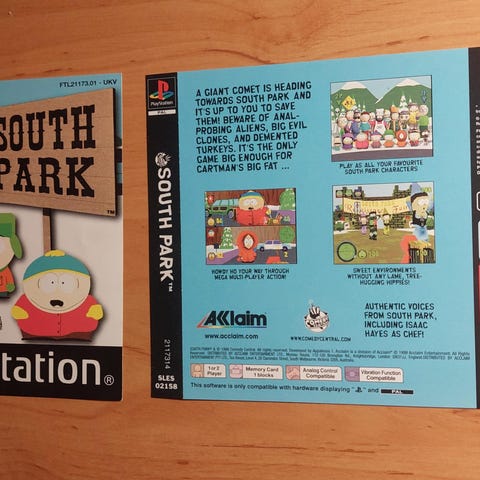 FTL21173.01 - UKV
SOUTH
PARK
TM
tation®
PlayStation
PAL
SOUTH PARK TM
2117314
SLES
02158
A GIANT COMET IS HEADING
TOWARDS SOUTH PARK AND
IT'S UP TO YOU TO SAVE
THEM! BEWARE OF ANAL-
PROBING ALIENS, BIG EVIL
CLONES, AND DEMENTED
TURKEYS. IT'S THE ONLY
GAME BIG ENOUGH FOR
CARTMAN'S BIG FAT ...
PLAY AS ALL YOUR FAVOURITE
SOUTH PARK CHARACTERS
HOWDY HO YOUR WAY THROUGH
MEGA MULTI-PLAYER ACTION!
SWEET ENVIRONMENTS
WITHOUT ANY LAME, TREE-
HUGGING HIPPIES!
AKKlaim
www.acclaim.com
WWW.COMEDYCENTRAL.COM
AUTHENTIC VOICES
FROM SOUTH PARK,
INCLUDING ISAAC
HAYES AS CHEF!
1 or 2
Player
Memory Card
1 blocks
Analog Control
Compatible
Vibration Function
Compatible
This software is only compatible with hardware displaying " " and PAL